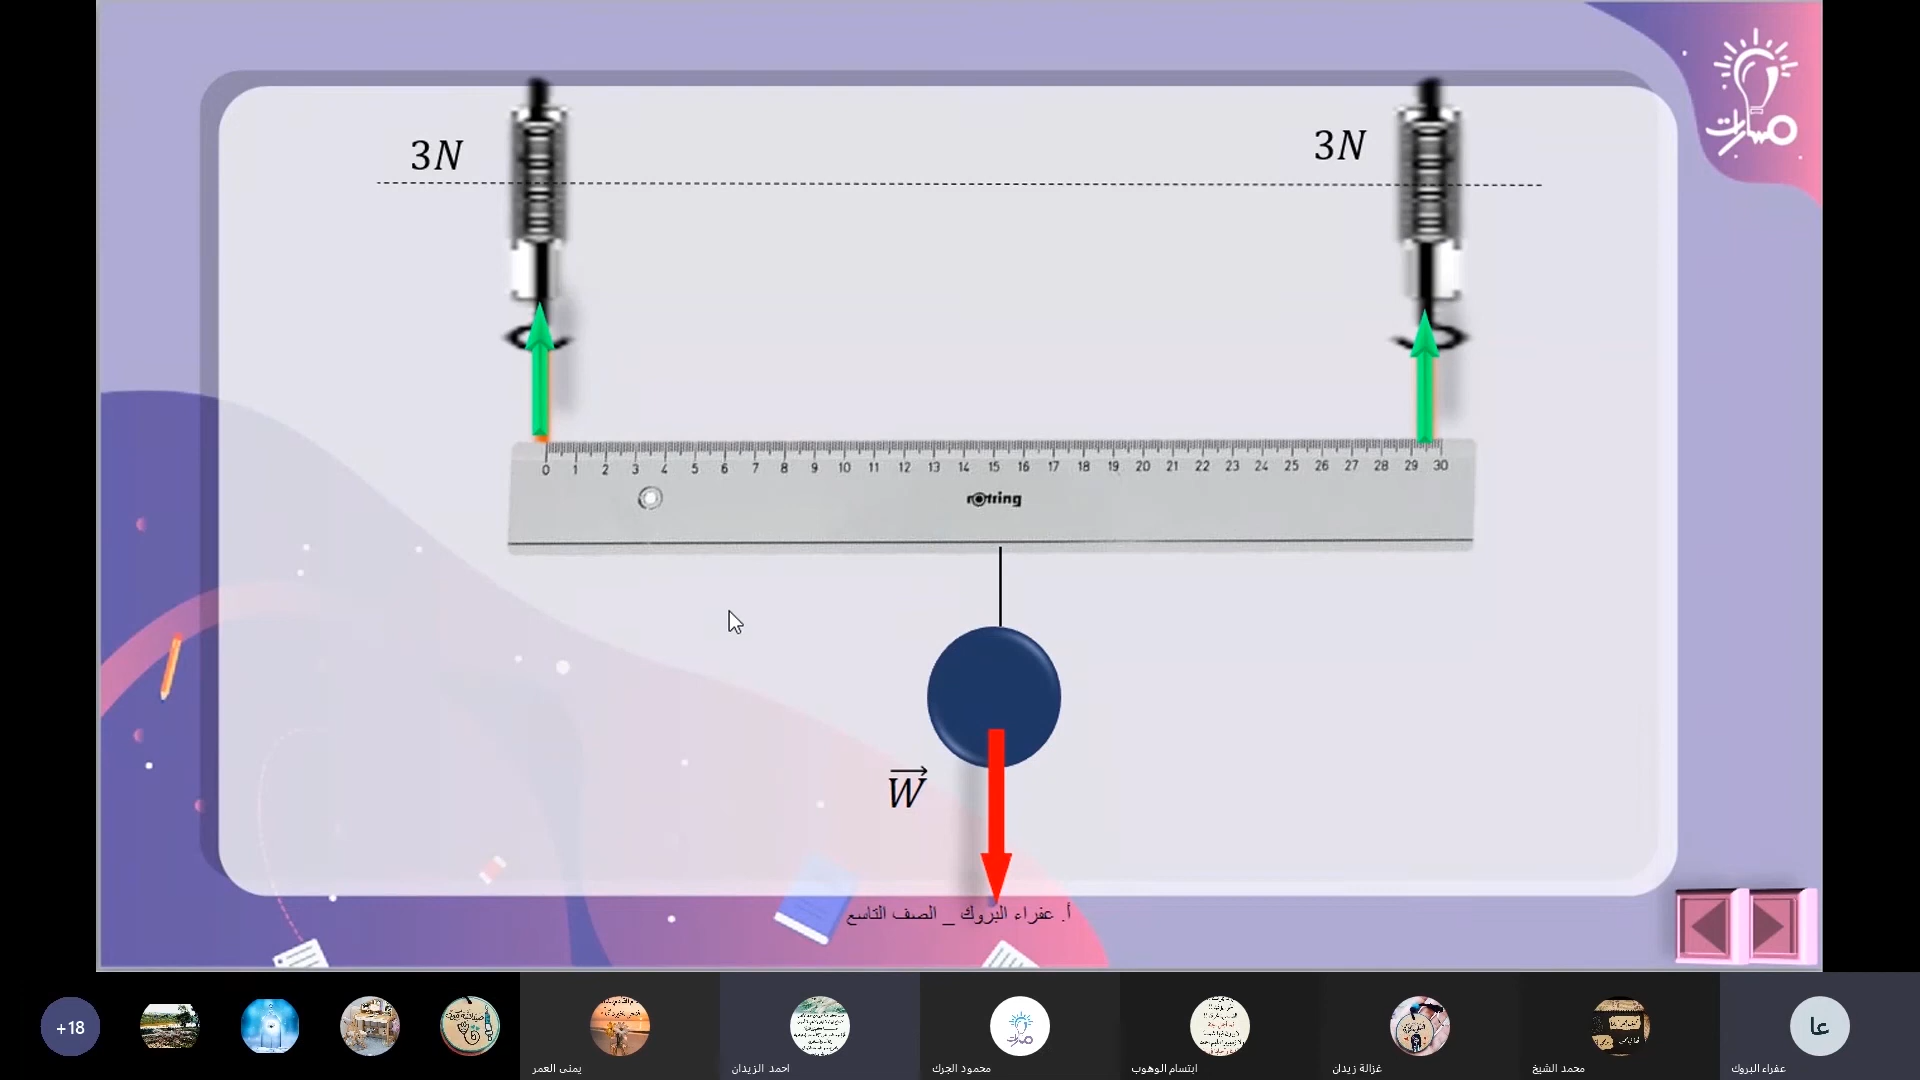 مسارات
3N
3N
0 1 2 3 4 5 6 7 8 9 10 11 12 13 14 15 16 17 18 19 20 21 22 23 24 25 26 27 28 29 30
rotring
W
أ. عفراء البروك _ الصف التاسع
+18
عا
يمنى العمر
احمد الزيدان
محمود الجرك
ابتسام الوهوب
غزالة زيدان
محمد الشيخ
عفراء البروك